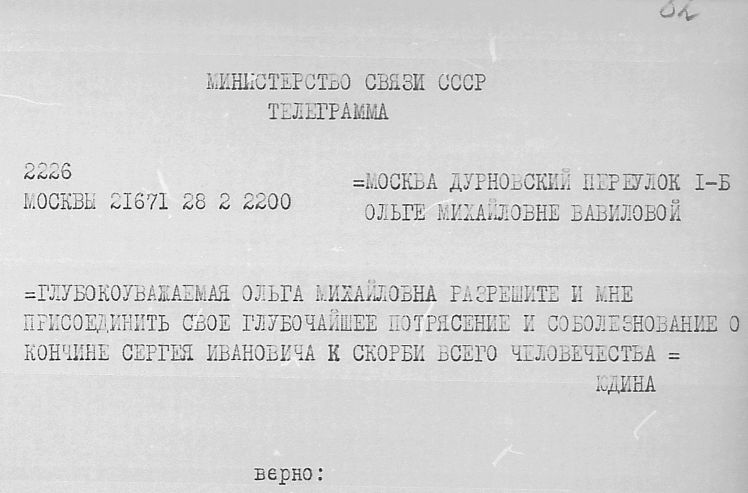 82
МИНИСТЕРСТВО СВЯЗИ СССР
ТЕЛЕГРАММА
2226
МОСКВЫ 21671 28 2 2200
=МОСКВА ДУРНОВСКИЙ ПЕРЕУЛОК I-Б
ОЛЬГЕ МИХАЙЛОВНЕ ВАВИЛОВОЙ
=ГЛУБОКОУВАЖАЕМАЯ ОЛЬГА МИХАЙЛОВНА РАЗРЕШИТЕ И МНЕ
ПРИСОЕДИНИТЬ СВОЕ ГЛУБОЧАЙШЕЕ ПОТРЯСЕНИЕ И СОБОЛЕЗНОВАНИЕ О
КОНЧИНЕ СЕРГЕЯ ИВАНОВИЧА К СКОРБИ ВСЕГО ЧЕЛОВЕЧЕСТВА =
ЮДИНА
верно: